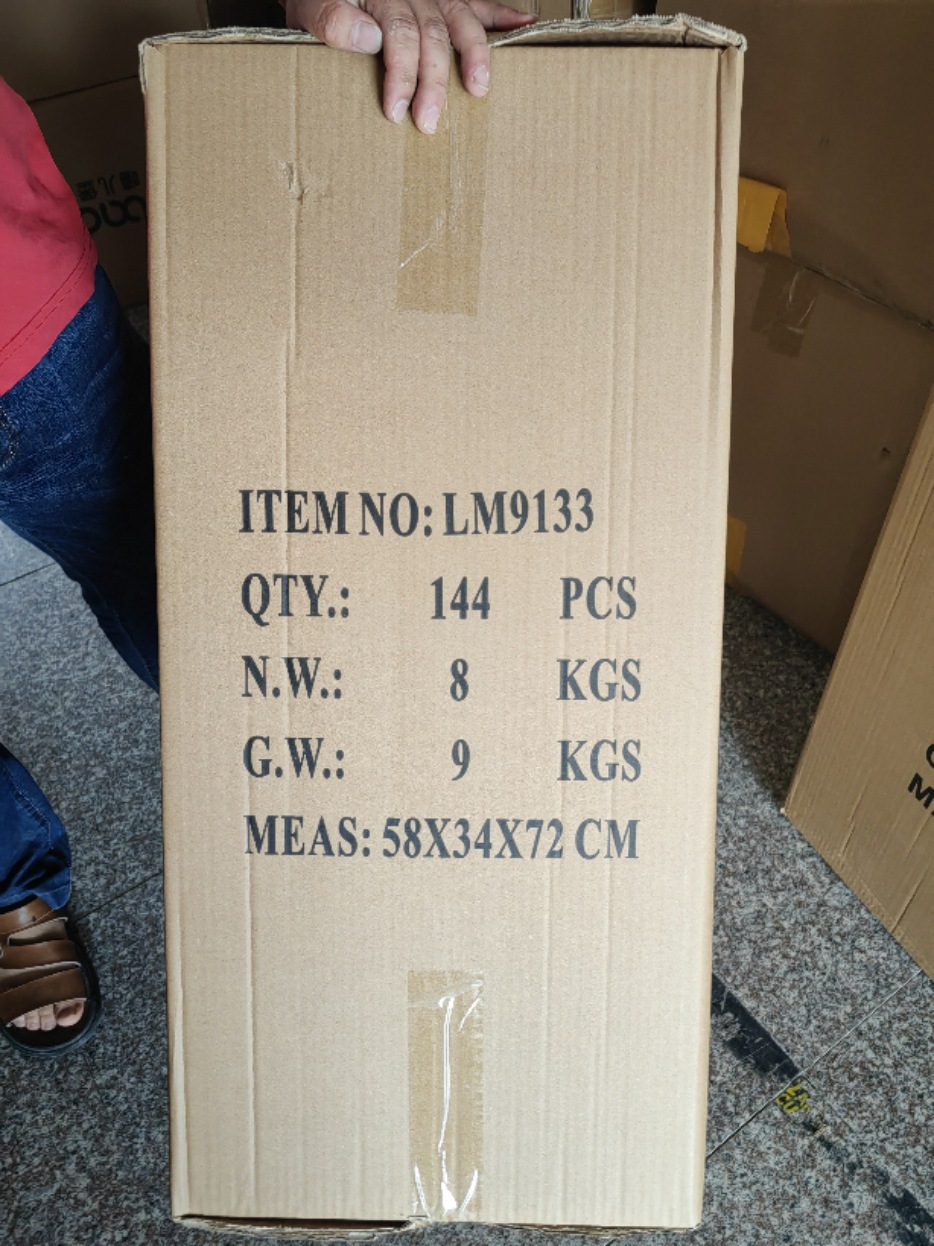 ITEM NO: LM9133
QTY.: 144 PCS
N.W.: 8 KGS
G.W.: 9 KGS
MEAS: 58X34X72 CM